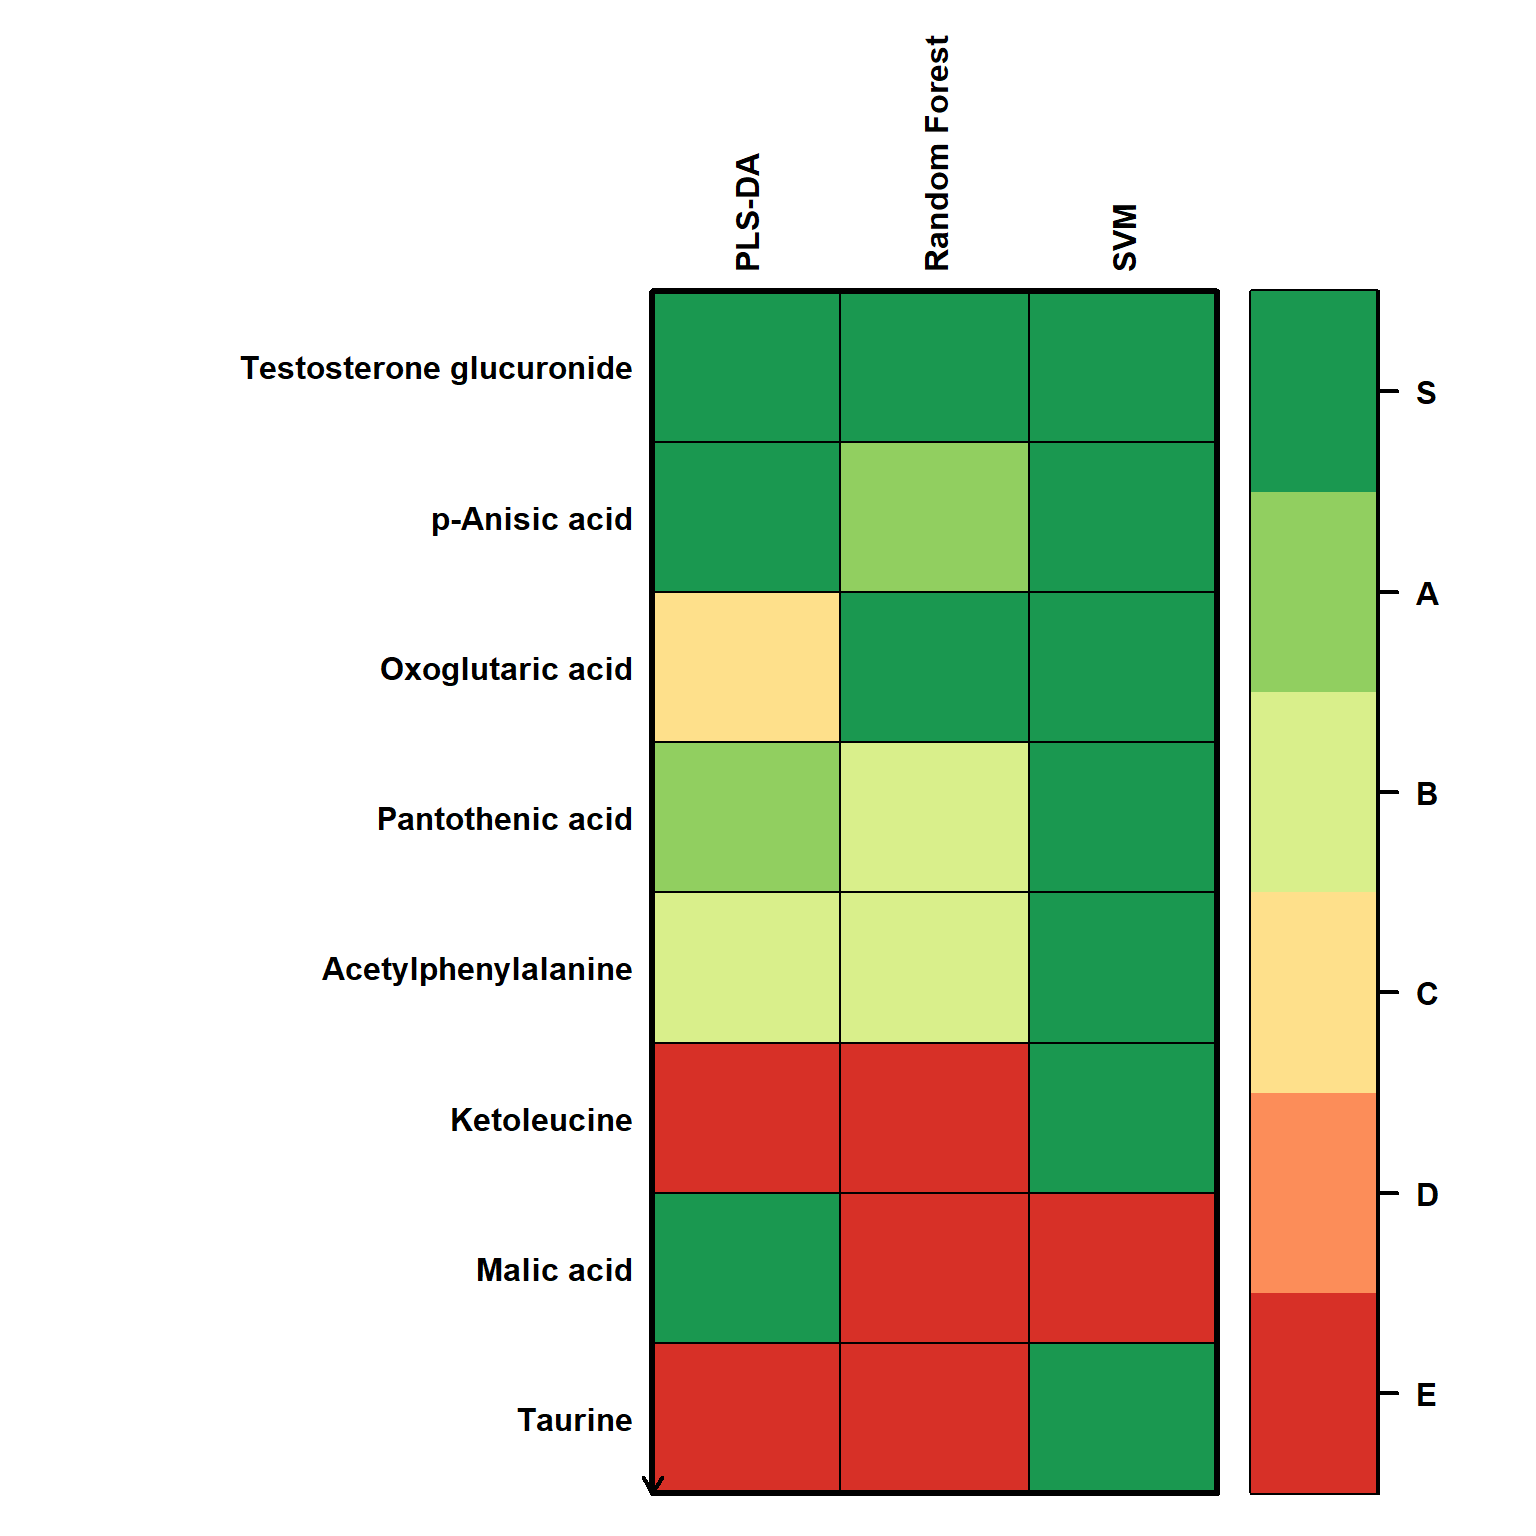 PLS-DA
Random Forest
SVM
Testosterone glucuronide
p-Anisic acid
Oxoglutaric acid
Pantothenic acid
Acetylphenylalanine
Ketoleucine
Malic acid
Taurine
S
A
B
C
D
E